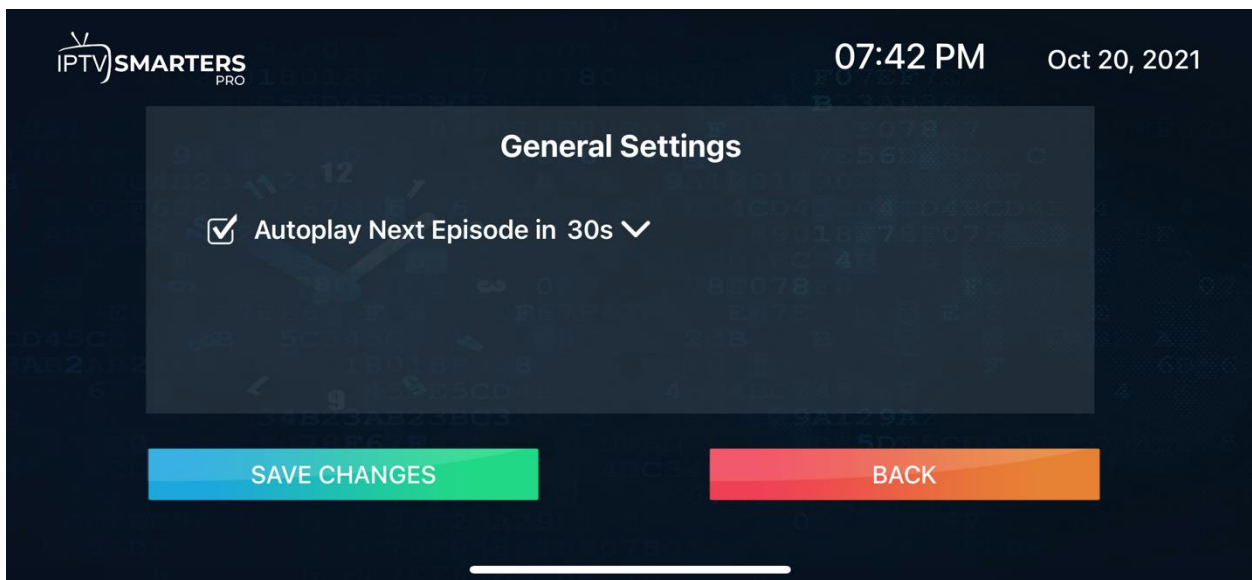 IPTV SMARTERS
PRO
07:42 PM
Oct 20, 2021
General Settings
Autoplay Next Episode in 30s
SAVE CHANGES
BACK